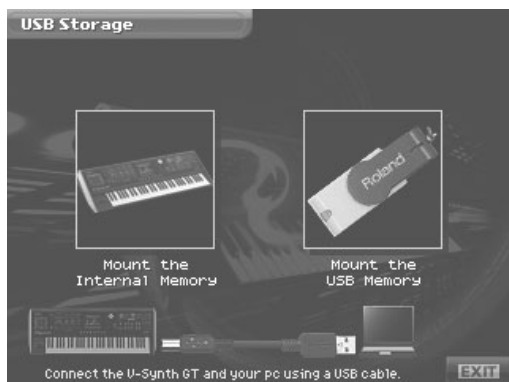 USB Storage
Roland
Mount the
Internal Memory
Mount the
USB Memory
Connect the V-Synth GT and your pc using a USB cable.
EXIT